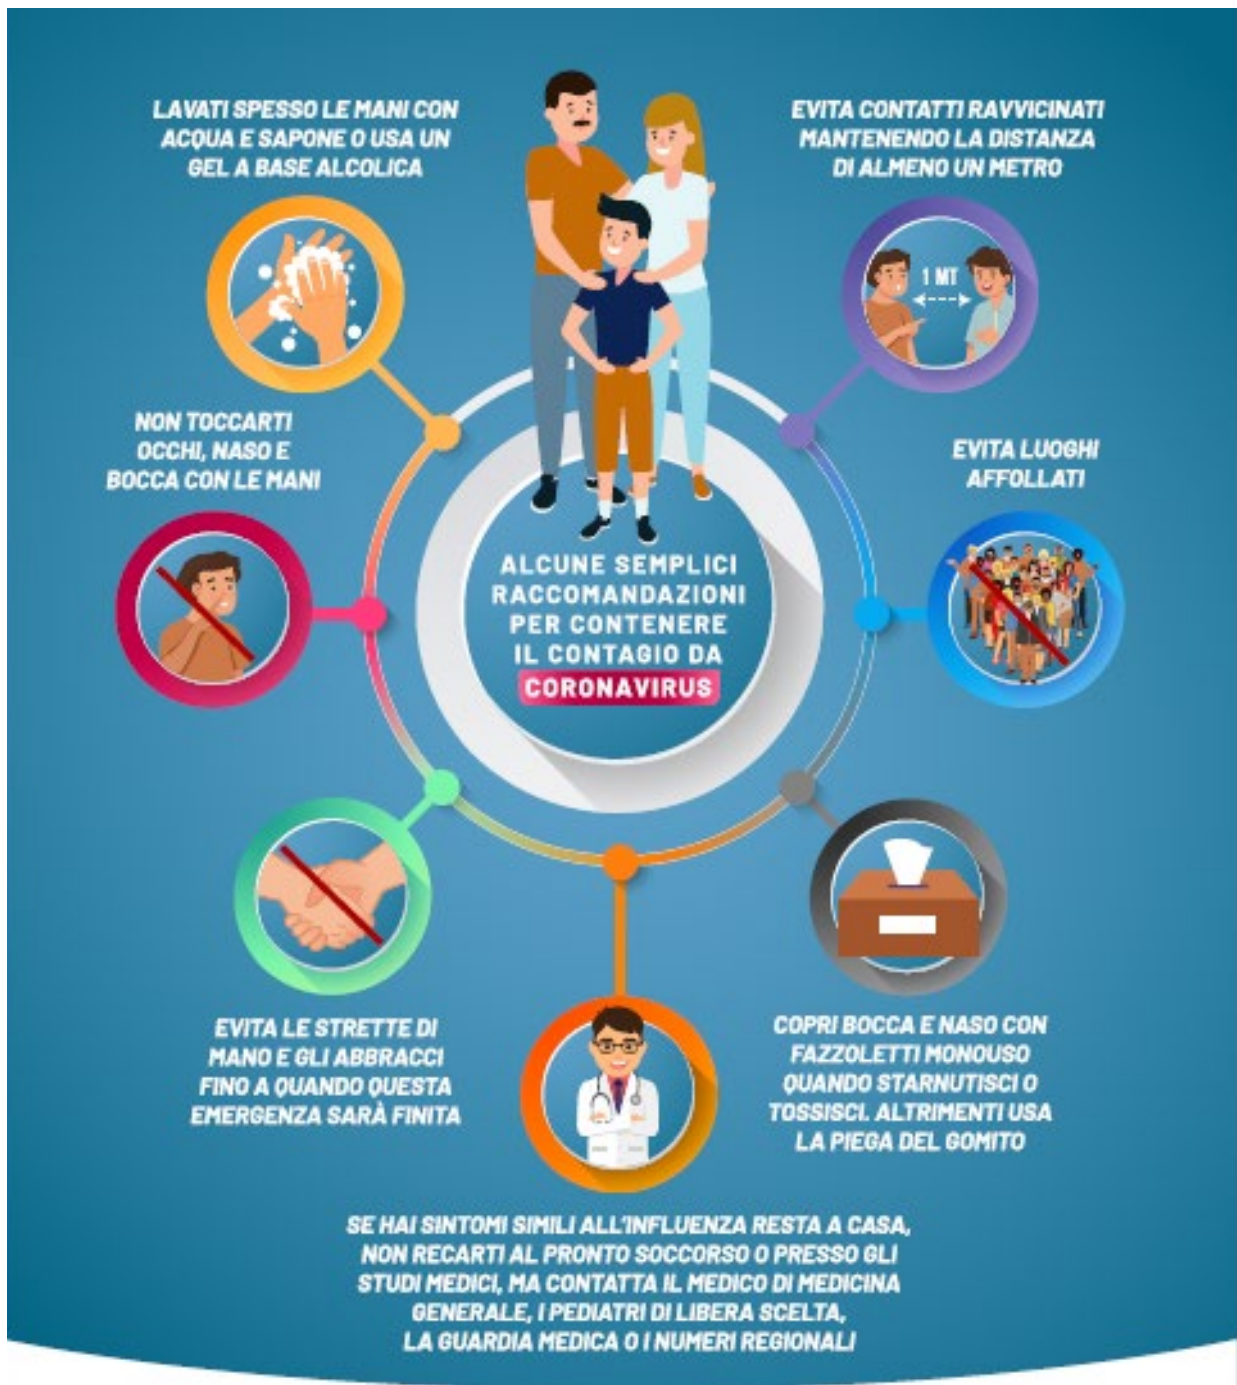 LAVATI SPESSO LE MANI CON
ACQUA E SAPONE O USA UN
GEL A BASE ALCOLICA
EVITA CONTATTI RAVVICINATI
MANTENENDO LA DISTANZA
DI ALMENO UN METRO
1 MT
NON TOCCARTI
OCCHI, NASO E
BOCCA CON LE MANI
EVITA LUOGHI
AFFOLLATI
ALCUNE SEMPLICI
RACCOMANDAZIONI
PER CONTENERE
IL CONTAGIO DA
CORONAVIRUS
EVITA LE STRETTE DI
MANO E GLI ABBRACCI
FINO A QUANDO QUESTA
EMERGENZA SARÀ FINITA
COPRI BOCCA E NASO CON
FAZZOLETTI MONOUSO
QUANDO STARNUTISCI O
TOSSISCI. ALTRIMENTI USA
LA PIEGA DEL GOMITO
SE HAI SINTOMI SIMILI ALL'INFLUENZA RESTA A CASA,
NON RECARTI AL PRONTO SOCCORSO O PRESSO GLI
STUDI MEDICI, MA CONTATTA IL MEDICO DI MEDICINA
GENERALE, I PEDIATRI DI LIBERA SCELTA,
LA GUARDIA MEDICA O I NUMERI REGIONALI